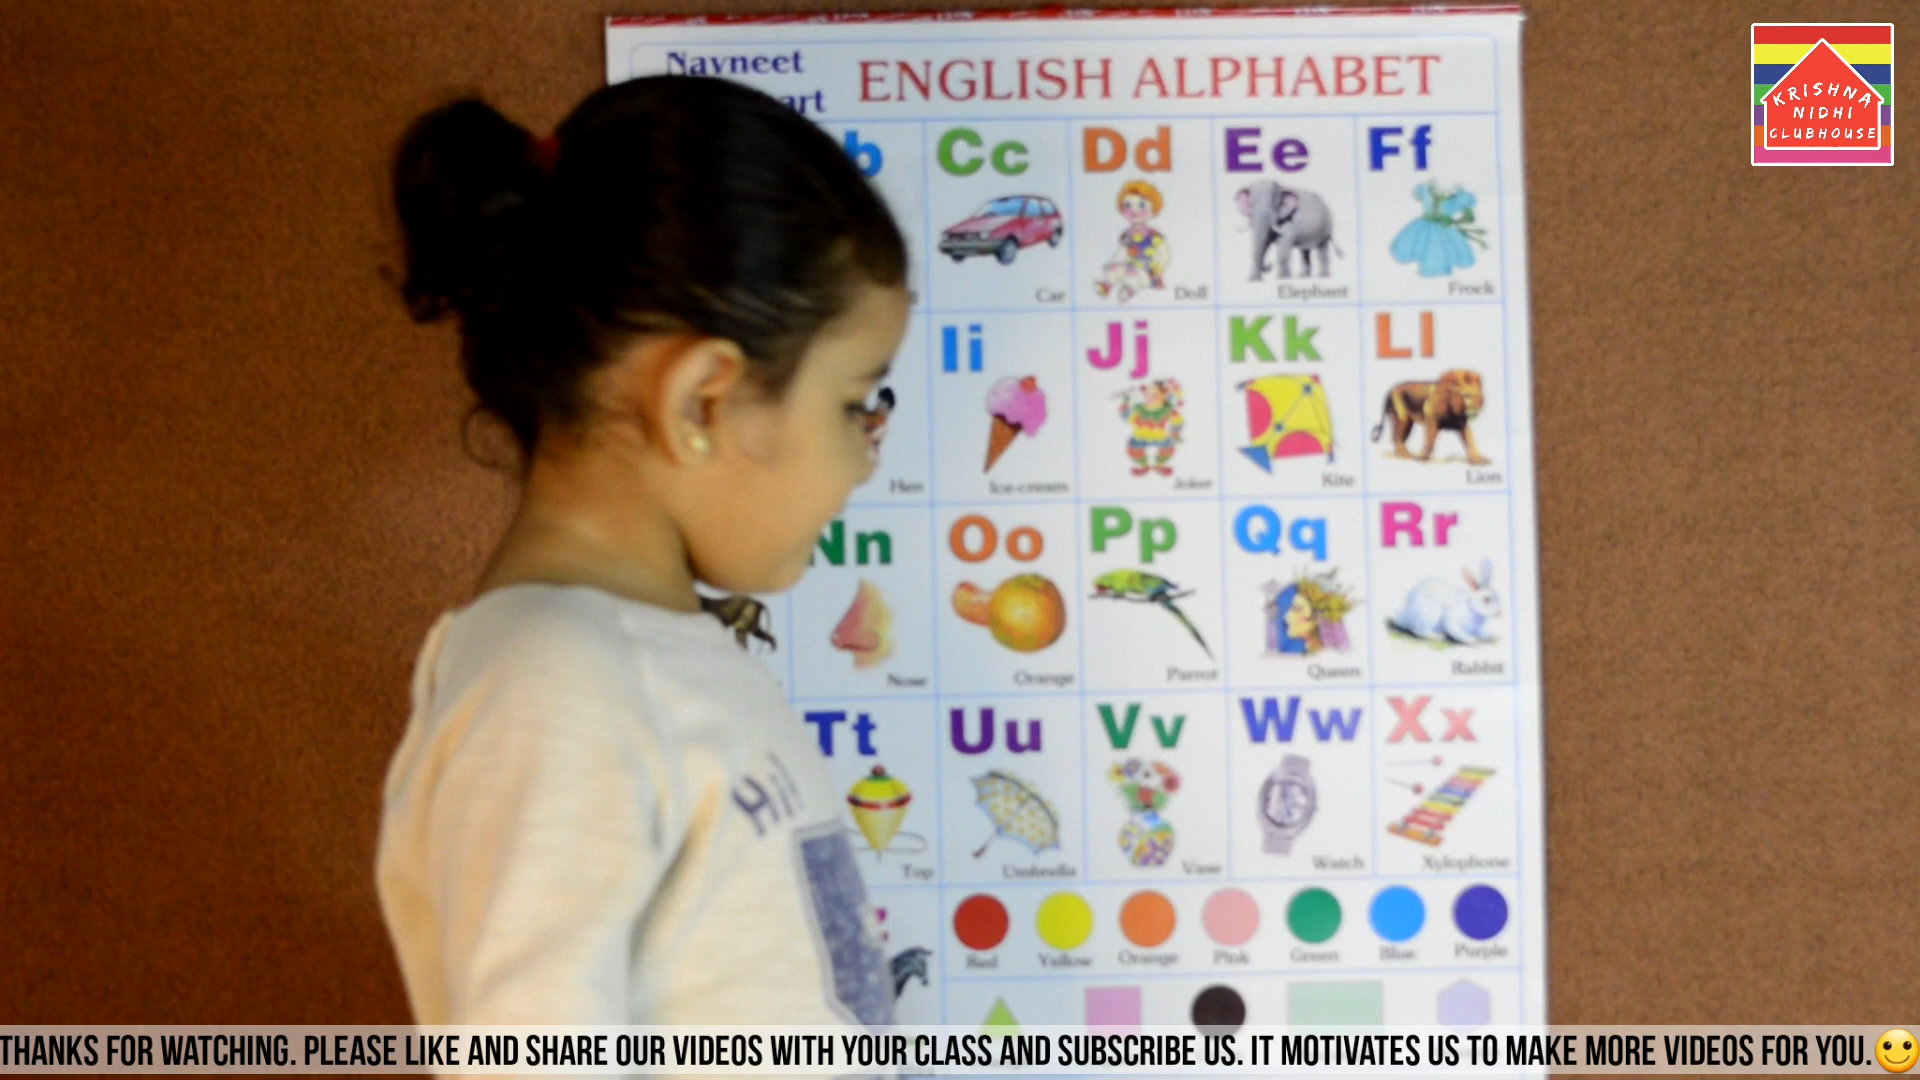 Navneet
art
ENGLISH ALPHABET
KRISHNA
NIDHI
CLUBHOUSE
b Cc Dd Ee Ff
Car Doll Elephant Frock
Ii Jj Kk Ll
Hen Ice-cream Joker Kite Lion
Nn Oo Pp Qq Rr
Nose Orange Parrot Queen Rabbit
Tt Uu Vv Ww Xx
Hi
Top Umbrella Vase Watch Xylophone
Red Yellow Orange Pink Green Blue Purple
THANKS FOR WATCHING. PLEASE LIKE AND SHARE OUR VIDEOS WITH YOUR CLASS AND SUBSCRIBE US. IT MOTIVATES US TO MAKE MORE VIDEOS FOR YOU.